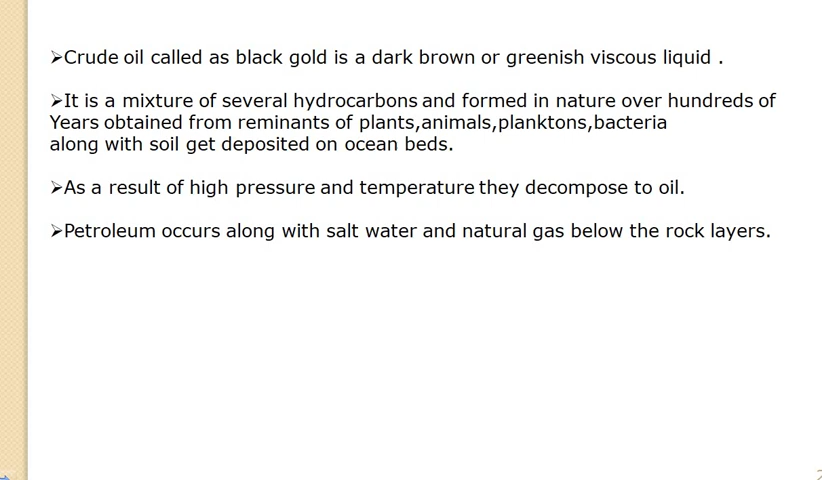 ➢Crude oil called as black gold is a dark brown or greenish viscous liquid .
➢It is a mixture of several hydrocarbons and formed in nature over hundreds of
Years obtained from reminants of plants,animals,planktons,bacteria
along with soil get deposited on ocean beds.
➢As a result of high pressure and temperature they decompose to oil.
➢Petroleum occurs along with salt water and natural gas below the rock layers.